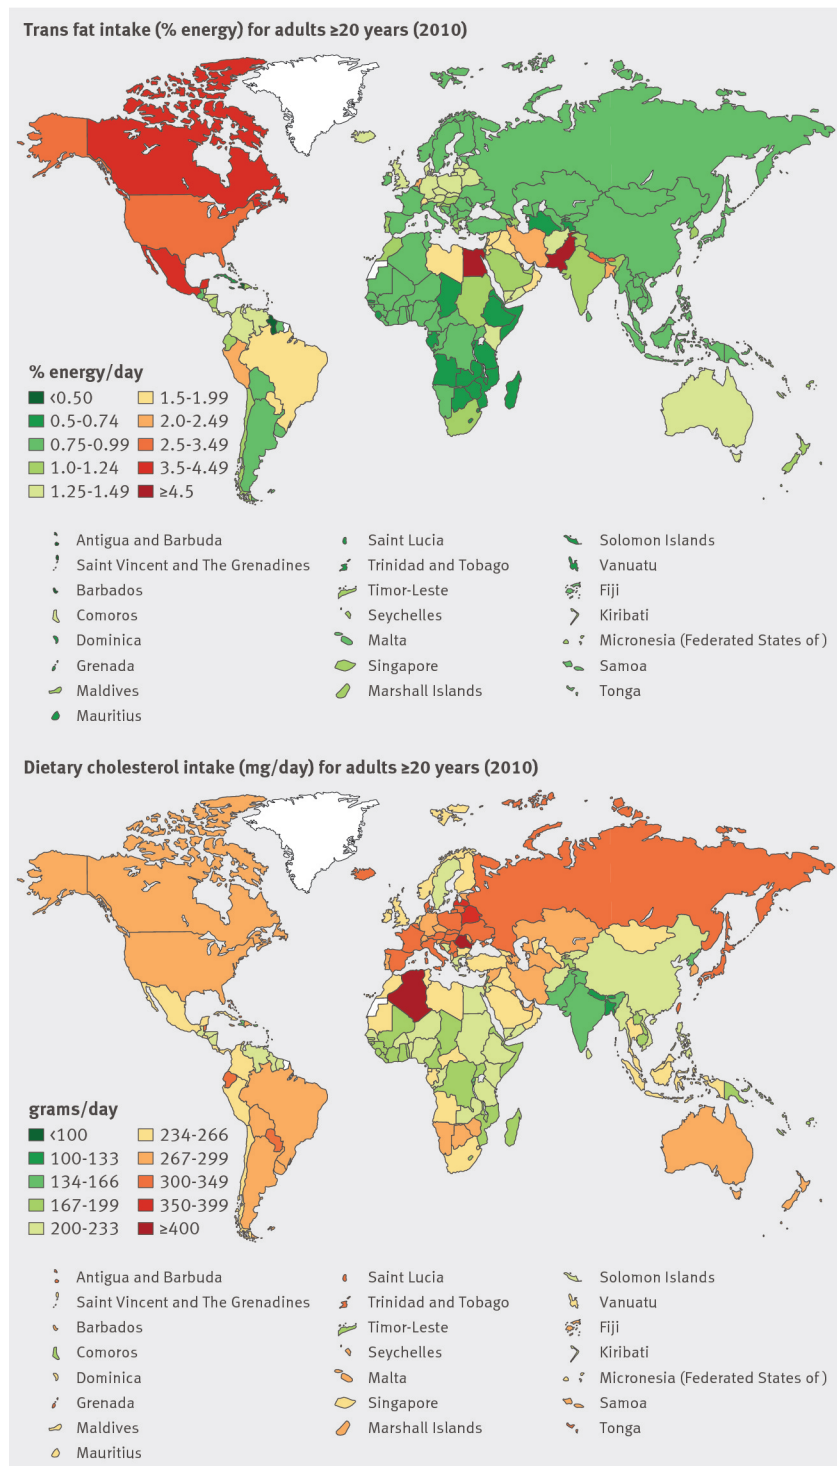 Trans fat intake (% energy) for adults ≥20 years (2010)
% energy/day
<0.50
0.5-0.74
0.75-0.99
1.0-1.24
1.25-1.49
1.5-1.99
2.0-2.49
2.5-3.49
3.5-4.49
≥4.5
Antigua and Barbuda
Saint Vincent and The Grenadines
Barbados
Comoros
Dominica
Grenada
Maldives
Mauritius
Saint Lucia
Trinidad and Tobago
Timor-Leste
Seychelles
Malta
Singapore
Marshall Islands
Solomon Islands
Vanuatu
Fiji
Kiribati
Micronesia (Federated States of )
Samoa
Tonga
Dietary cholesterol intake (mg/day) for adults ≥20 years (2010)
grams/day
<100
100-133
134-166
167-199
200-233
234-266
267-299
300-349
350-399
≥400
Antigua and Barbuda
Saint Vincent and The Grenadines
Barbados
Comoros
Dominica
Grenada
Maldives
Mauritius
Saint Lucia
Trinidad and Tobago
Timor-Leste
Seychelles
Malta
Singapore
Marshall Islands
Solomon Islands
Vanuatu
Fiji
Kiribati
Micronesia (Federated States of )
Samoa
Tonga